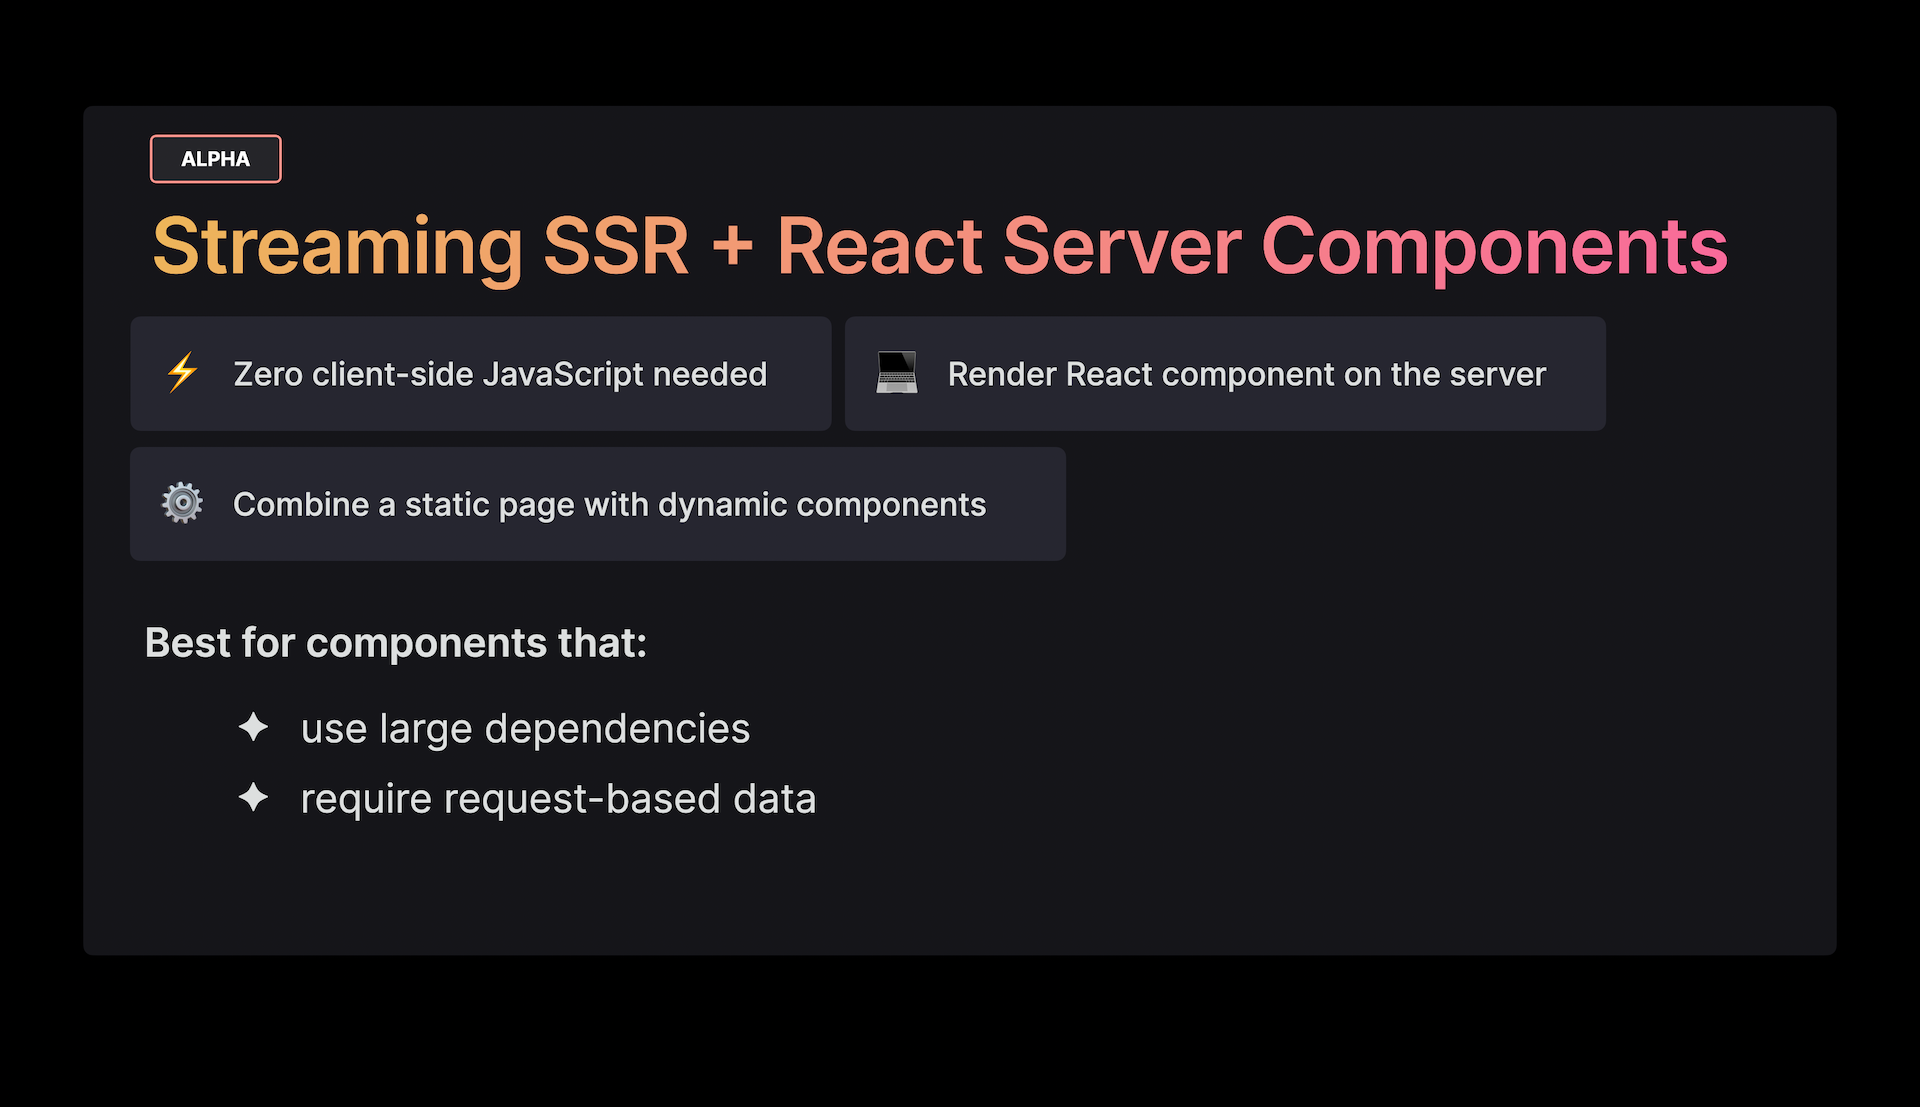 ALPHA
Streaming SSR + React Server Components
Zero client-side JavaScript needed
Render React component on the server
Combine a static page with dynamic components
Best for components that:
use large dependencies
require request-based data